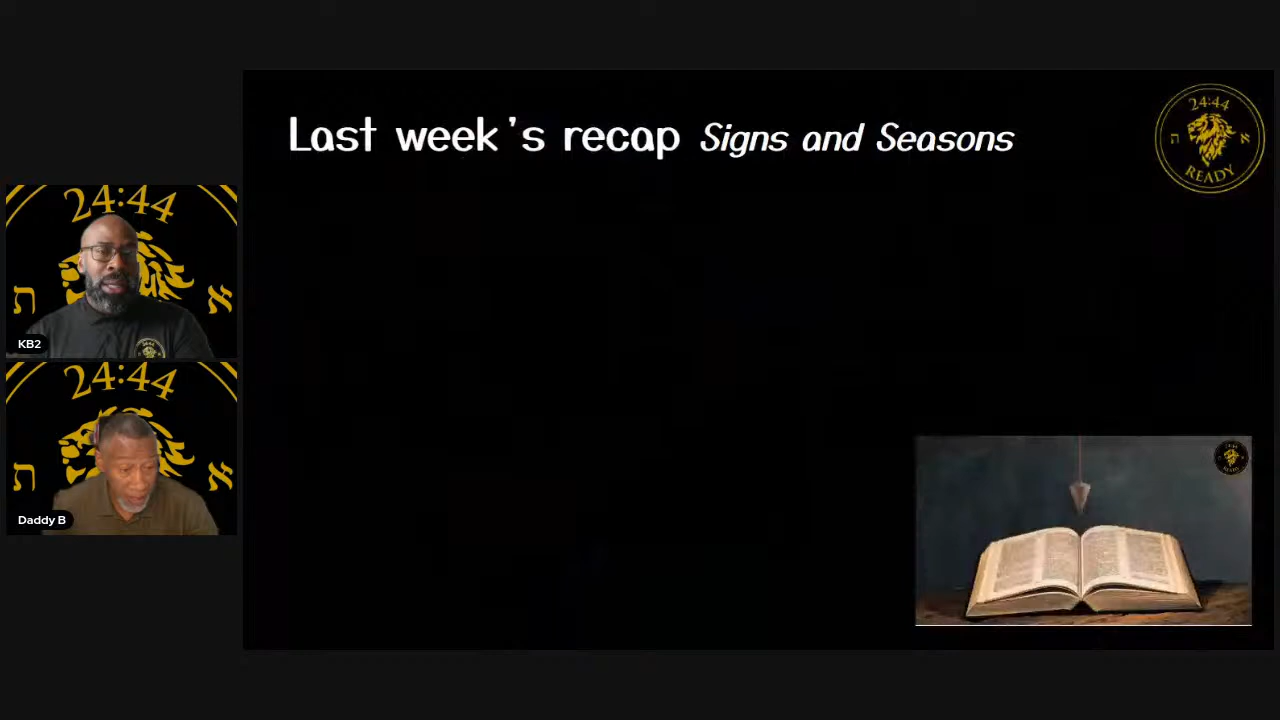 Last week's recap Signs and Seasons
24:44
ת א
READY
24:44
ת א
KB2
24:44
ת א
Daddy B